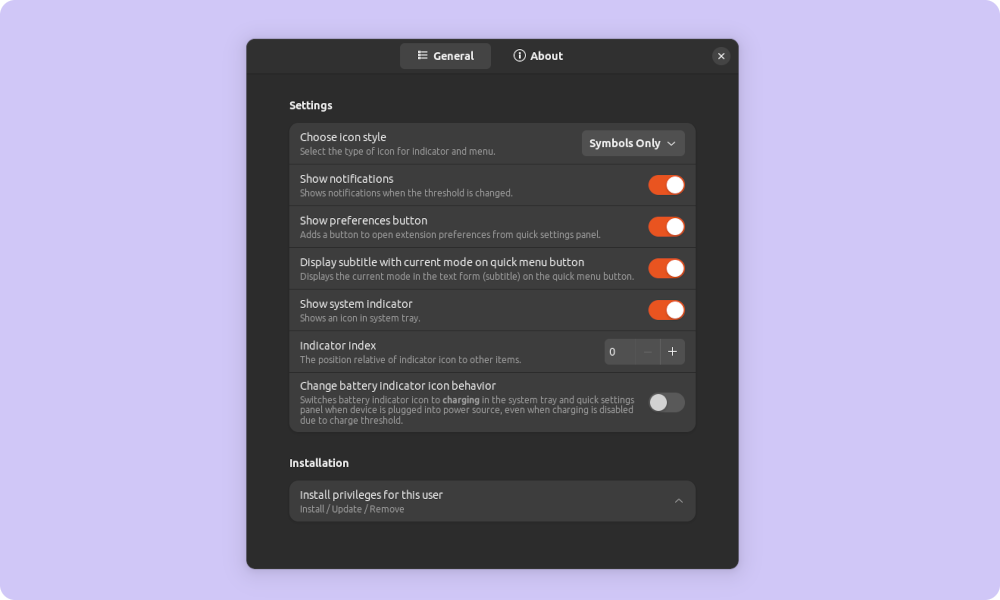 General
About
Settings
Choose icon style
Select the type of icon for indicator and menu.
Symbols Only
Show notifications
Shows notifications when the threshold is changed.
Show preferences button
Adds a button to open extension preferences from quick settings panel.
Display subtitle with current mode on quick menu button
Displays the current mode in the text form (subtitle) on the quick menu button.
Show system indicator
Shows an icon in system tray.
Indicator Index
The position relative of indicator icon to other items.
0
Change battery indicator icon behavior
Switches battery indicator icon to charging in the system tray and quick settings
panel when device is plugged into power source, even when charging is disabled
due to charge threshold.
Installation
Install privileges for this user
Install / Update / Remove